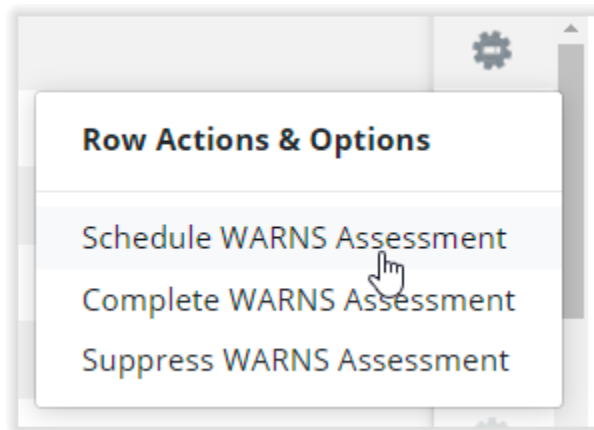 Row Actions & Options
Schedule WARNS Assessment
Complete WARNS Assessment
Suppress WARNS Assessment